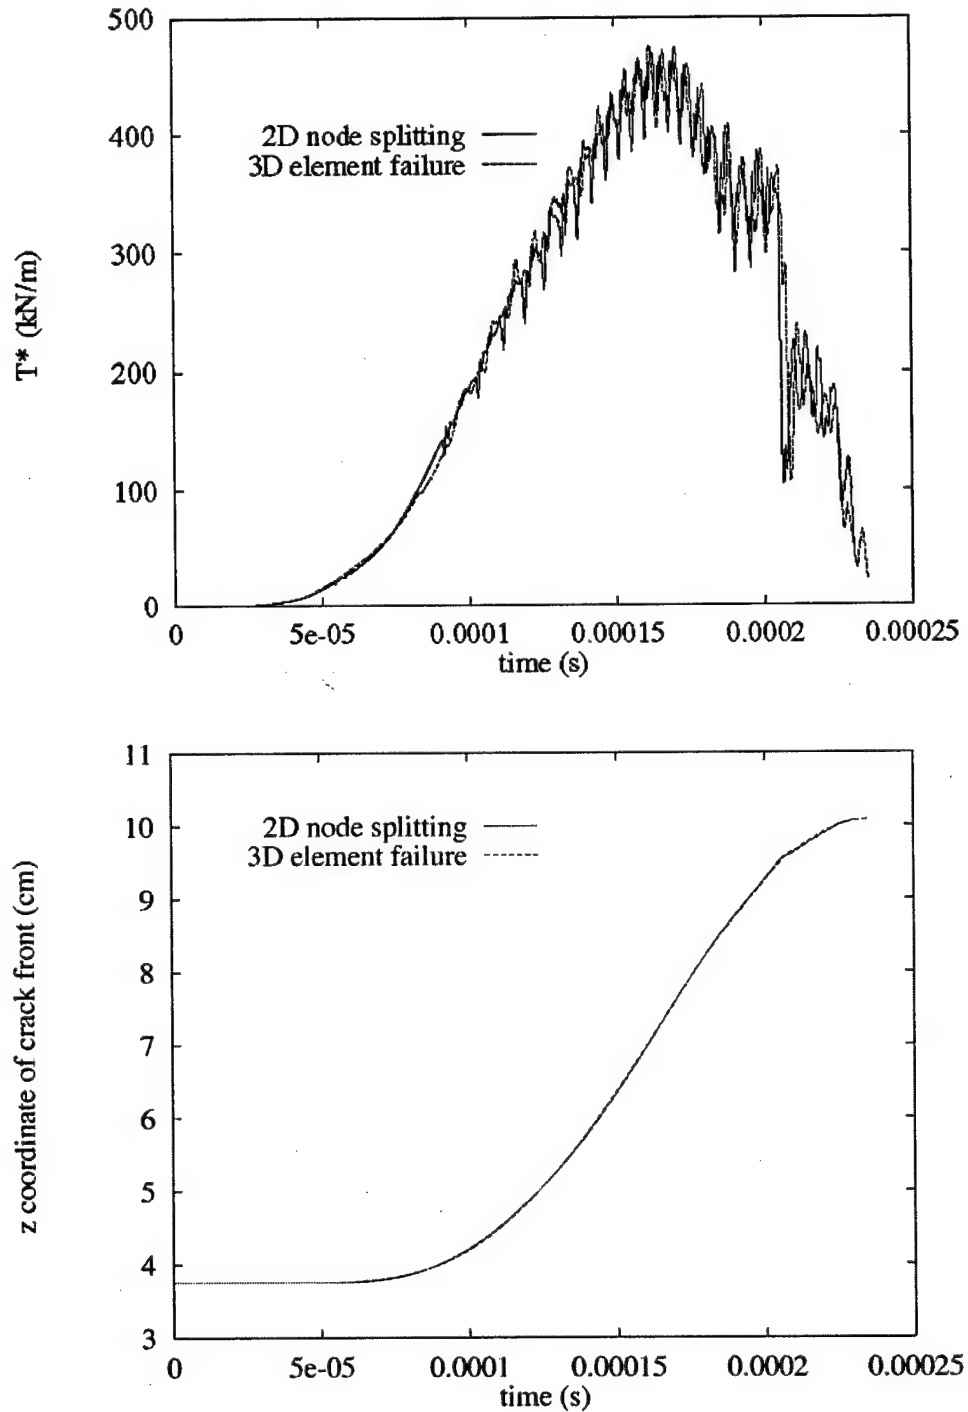 500
400
300
200
100
0
T* (kN/m)
2D node splitting
3D element failure
0 5e-05 0.0001 0.00015 0.0002 0.00025
time (s)
11
10
9
8
7
6
5
4
3
z coordinate of crack front (cm)
2D node splitting
3D element failure
0 5e-05 0.0001 0.00015 0.0002 0.00025
time (s)